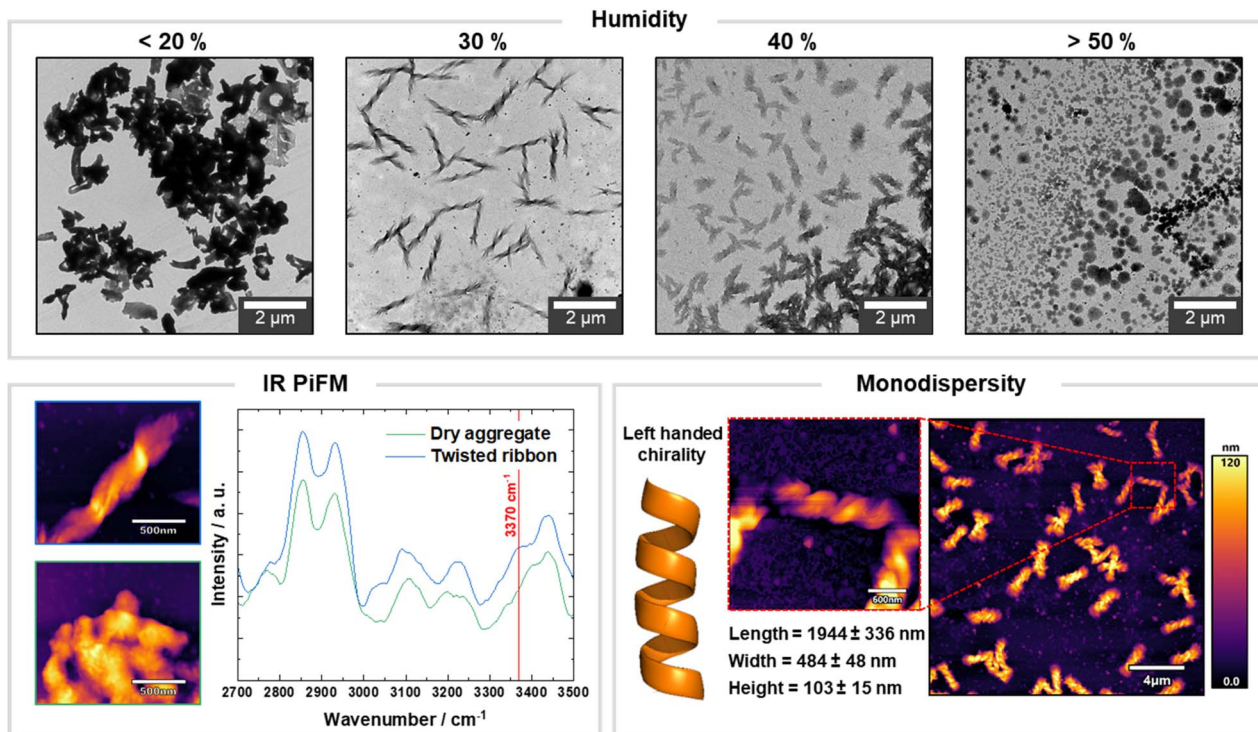 Humidity
< 20 %
30 %
40 %
> 50 %
2 µm
2 µm
2 µm
2 µm
IR PiFM
500nm
500nm
Intensity / a. u.
Dry aggregate
Twisted ribbon
3370 cm⁻¹
2700 2800 2900 3000 3100 3200 3300 3400 3500
Wavenumber / cm⁻¹
Monodispersity
Left handed
chirality
600nm
Length = 1944 ± 336 nm
Width = 484 ± 48 nm
Height = 103 ± 15 nm
4µm
nm
120
0.0